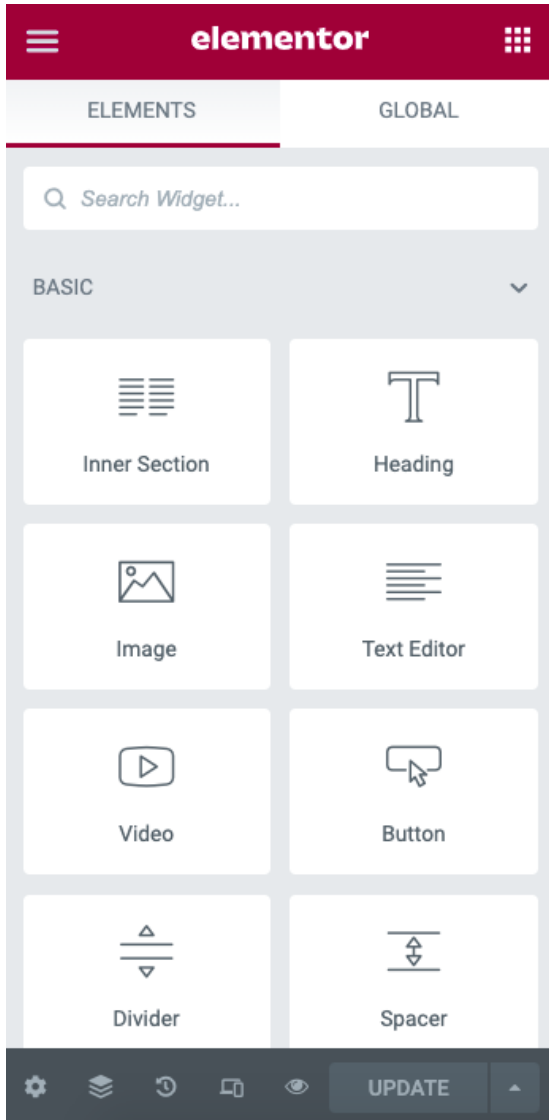 elementor
ELEMENTS GLOBAL
Search Widget...
BASIC
Inner Section Heading
Image Text Editor
Video Button
Divider Spacer
UPDATE